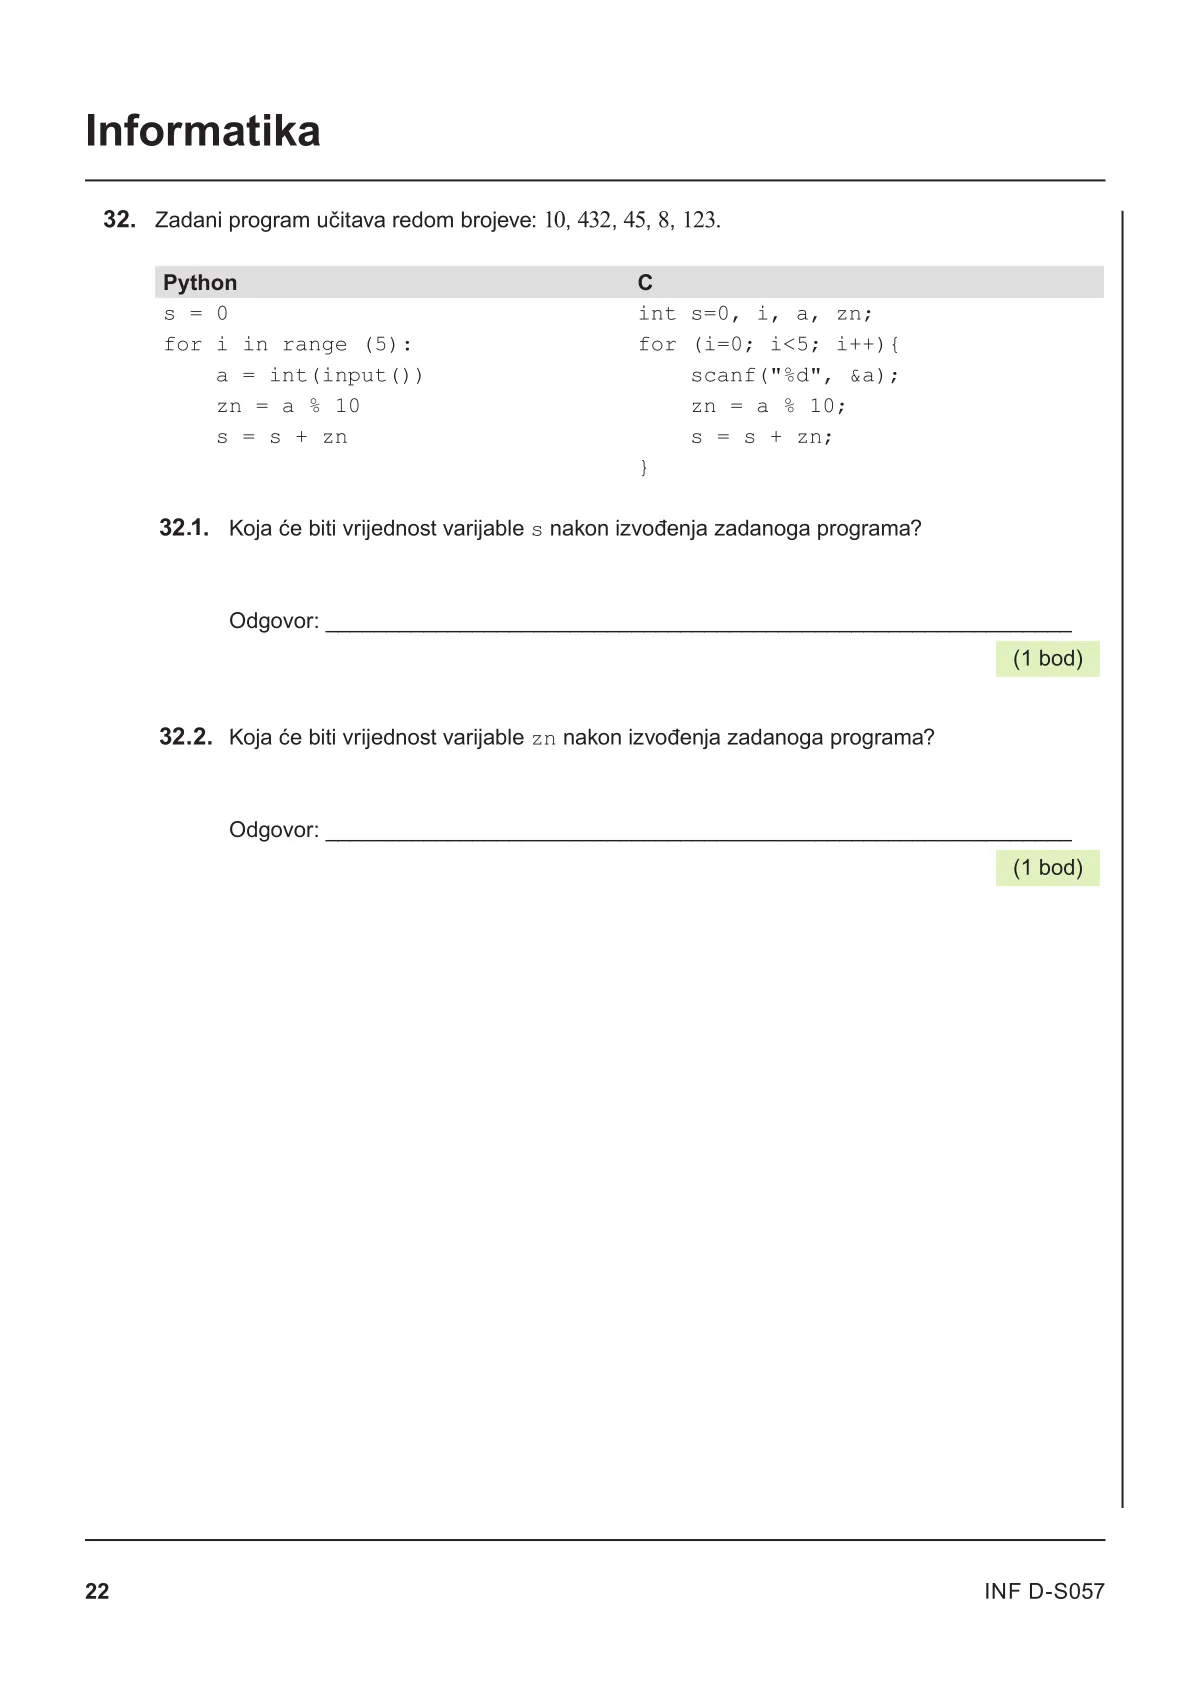 Informatika
32. Zadani program učitava redom brojeve: 10, 432, 45, 8, 123.
Python C
s = 0 int s=0, i, a, zn;
for i in range (5): for (i=0; i<5; i++){
a = int(input()) scanf("%d", &a);
zn = a % 10 zn = a % 10;
s = s + zn s = s + zn;
}
32.1. Koja će biti vrijednost varijable s nakon izvođenja zadanoga programa?
Odgovor: ______________________________________________________________
(1 bod)
32.2. Koja će biti vrijednost varijable zn nakon izvođenja zadanoga programa?
Odgovor: ______________________________________________________________
(1 bod)
22 INF D-S057